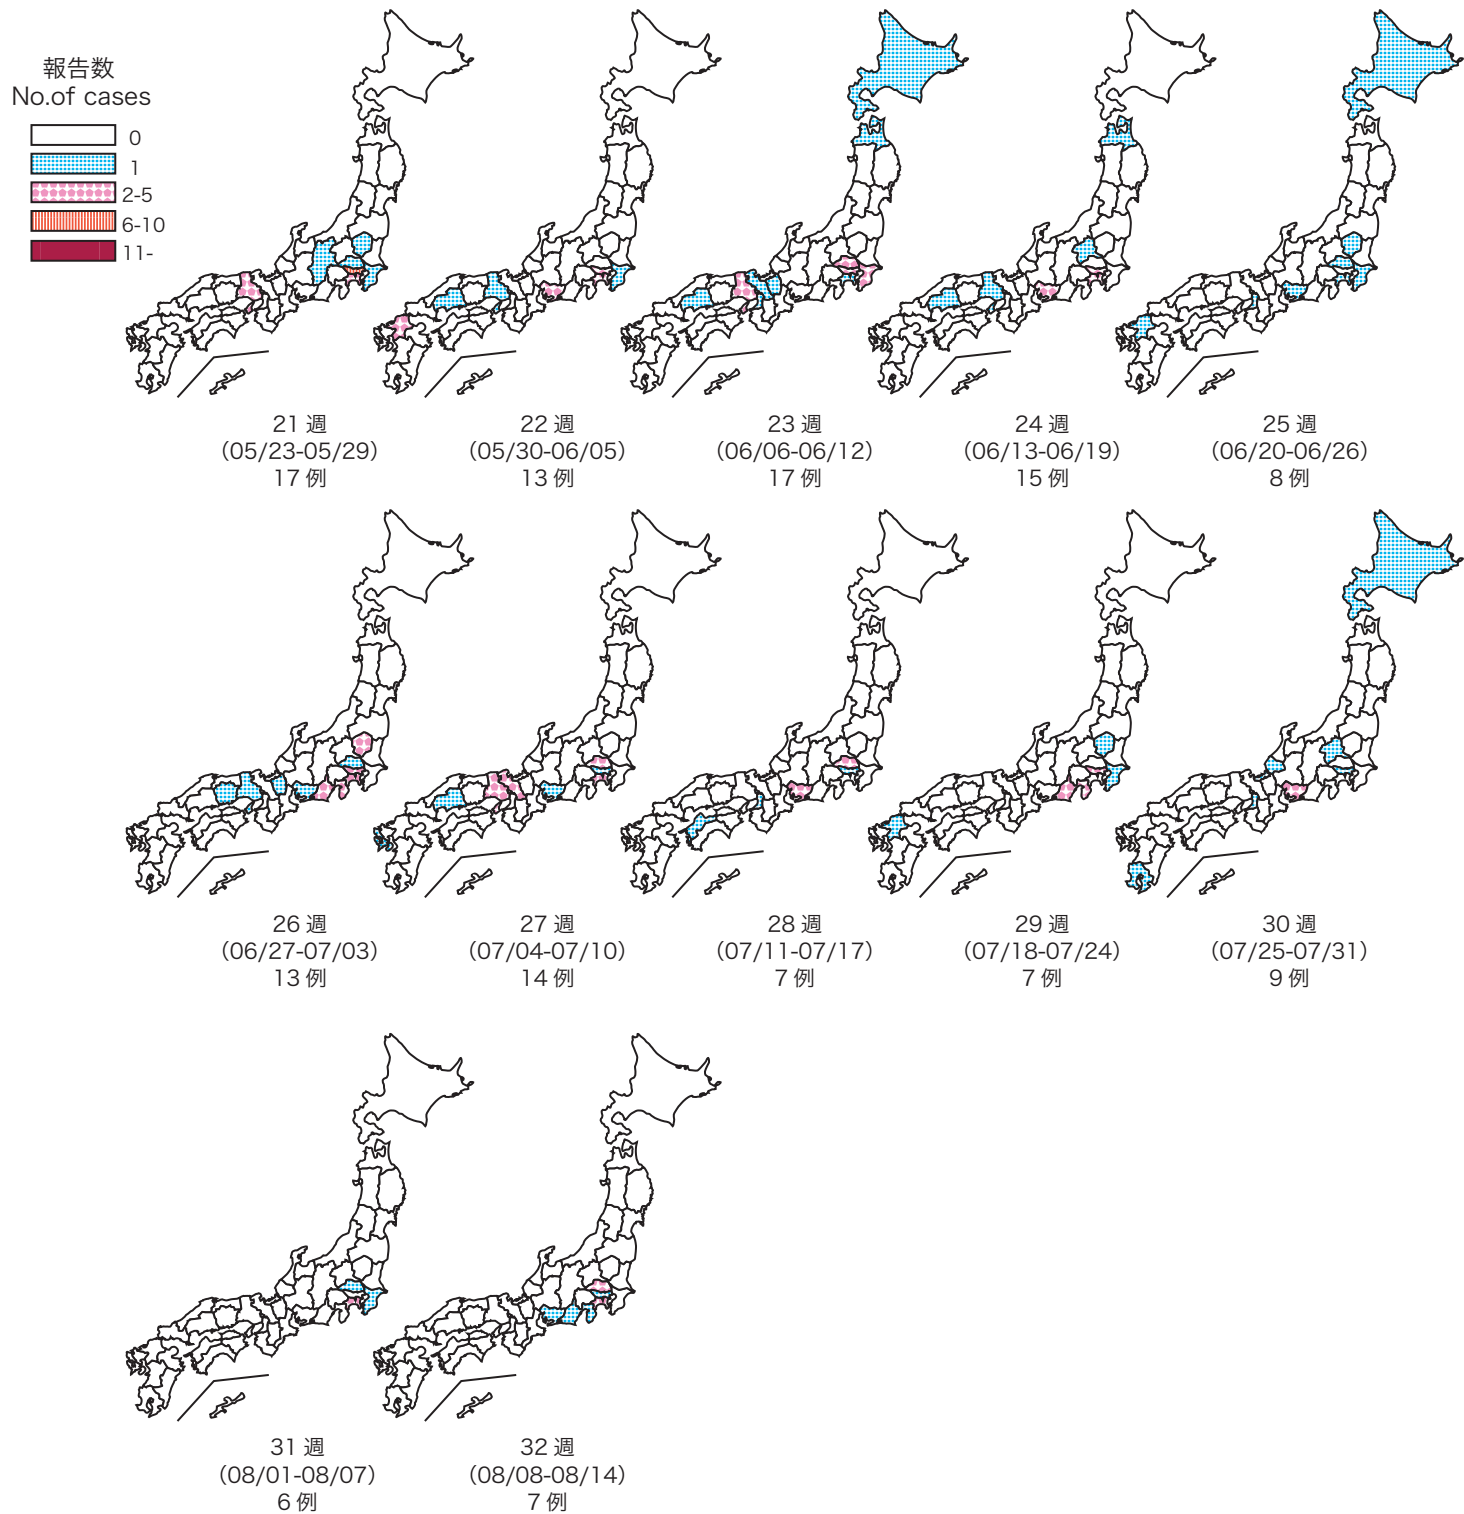 報告数
No.of cases
0
1
2-5
6-10
11-
21 週
(05/23-05/29)
17 例
22 週
(05/30-06/05)
13 例
23 週
(06/06-06/12)
17 例
24 週
(06/13-06/19)
15 例
25 週
(06/20-06/26)
8 例
26 週
(06/27-07/03)
13 例
27 週
(07/04-07/10)
14 例
28 週
(07/11-07/17)
7 例
29 週
(07/18-07/24)
7 例
30 週
(07/25-07/31)
9 例
31 週
(08/01-08/07)
6 例
32 週
(08/08-08/14)
7 例